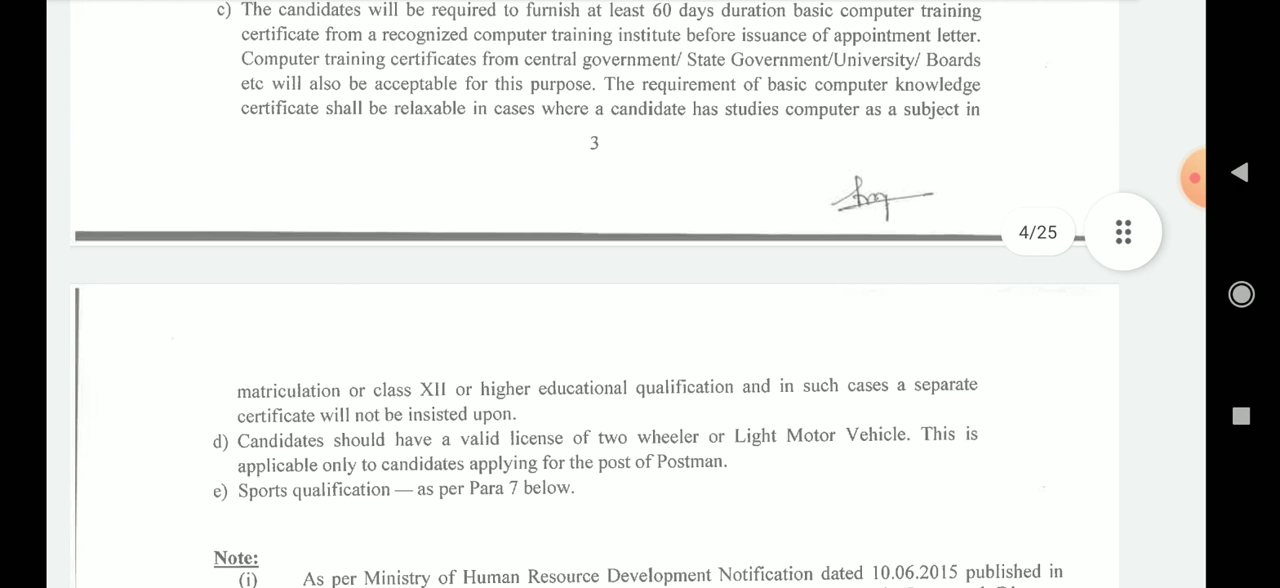 c) The candidates will be required to furnish at least 60 days duration basic computer training
certificate from a recognized computer training institute before issuance of appointment letter.
Computer training certificates from central government/ State Government/University/ Boards
etc will also be acceptable for this purpose. The requirement of basic computer knowledge
certificate shall be relaxable in cases where a candidate has studies computer as a subject in
3
4/25
matriculation or class XII or higher educational qualification and in such cases a separate
certificate will not be insisted upon.
d) Candidates should have a valid license of two wheeler or Light Motor Vehicle. This is
applicable only to candidates applying for the post of Postman.
e) Sports qualification — as per Para 7 below.
Note:
(i) As per Ministry of Human Resource Development Notification dated 10.06.2015 published in